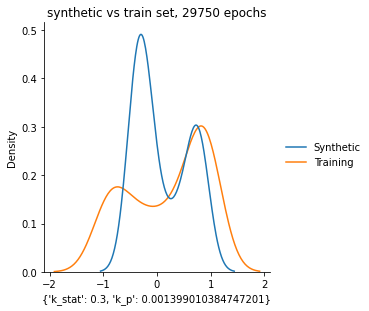 synthetic vs train set, 29750 epochs
0.5
0.4
0.3
0.2
0.1
0.0
Density
Synthetic
Training
−2 −1 0 1 2
{'k_stat': 0.3, 'k_p': 0.001399010384747201}